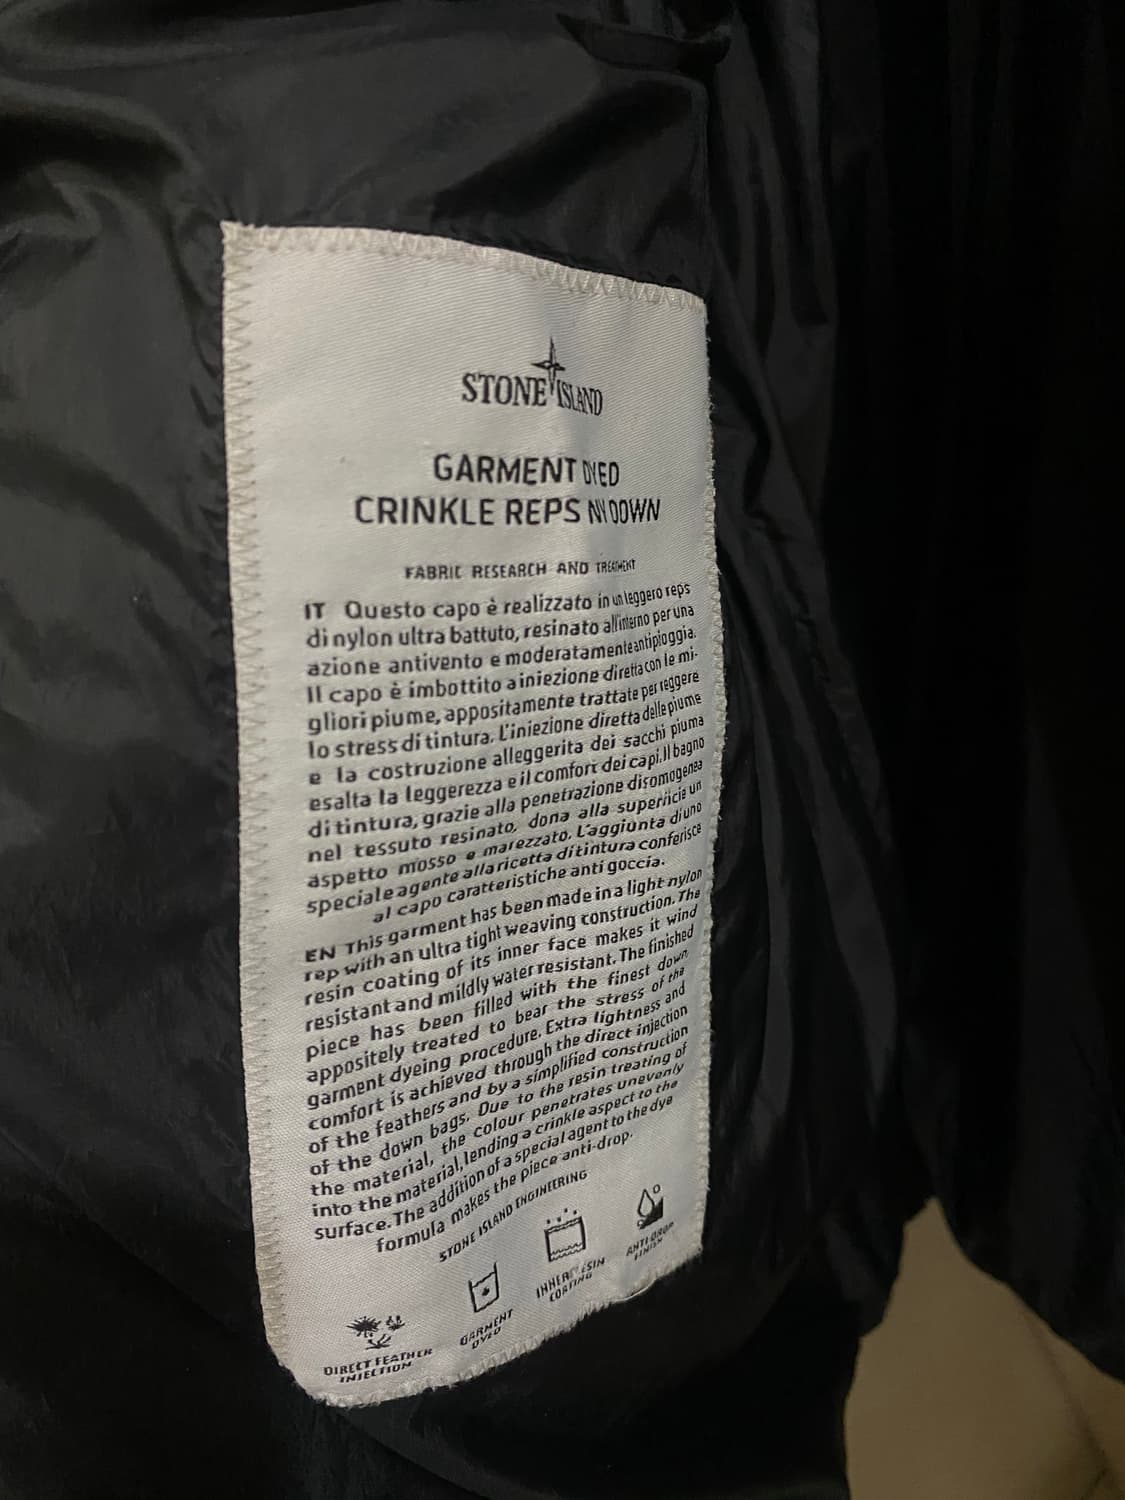 STONE ISLAND
GARMENT DYED
CRINKLE REPS NY DOWN
FABRIC RESEARCH AND TREATMENT
IT Questo capo è realizzato in un leggero reps
di nylon ultra battuto, resinato all'interno per una
azione antivento e moderatamente antipioggia.
Il capo è imbottito a iniezione diretta con le mi-
gliori piume, appositamente trattate per reggere
lo stress di tintura. L'iniezione diretta delle piume
e la costruzione alleggerita dei sacchi piuma
esalta la leggerezza e il comfort dei capi. Il bagno
di tintura, grazie alla penetrazione disomogenea
nel tessuto resinato, dona alla superficie un
aspetto mosso e marezzato. L'aggiunta di uno
speciale agente alla ricetta di tintura conferisce
al capo caratteristiche anti goccia.
EN This garment has been made in a light nylon
rep with an ultra tight weaving construction. The
resin coating of its inner face makes it wind
resistant and mildly water resistant. The finished
piece has been filled with the finest down,
appositely treated to bear the stress of the
garment dyeing procedure. Extra lightness and
comfort is achieved through the direct injection
of the feathers and by a simplified construction
of the down bags. Due to the resin treating of
the material, the colour penetrates unevenly
into the material, lending a crinkle aspect to the
surface. The addition of a special agent to the dye
formula makes the piece anti-drop.
STONE ISLAND ENGINEERING
DIRECT FEATHER
INJECTION
GARMENT
DYED
INNER RESIN
COATING
ANTI DROP
FINISH